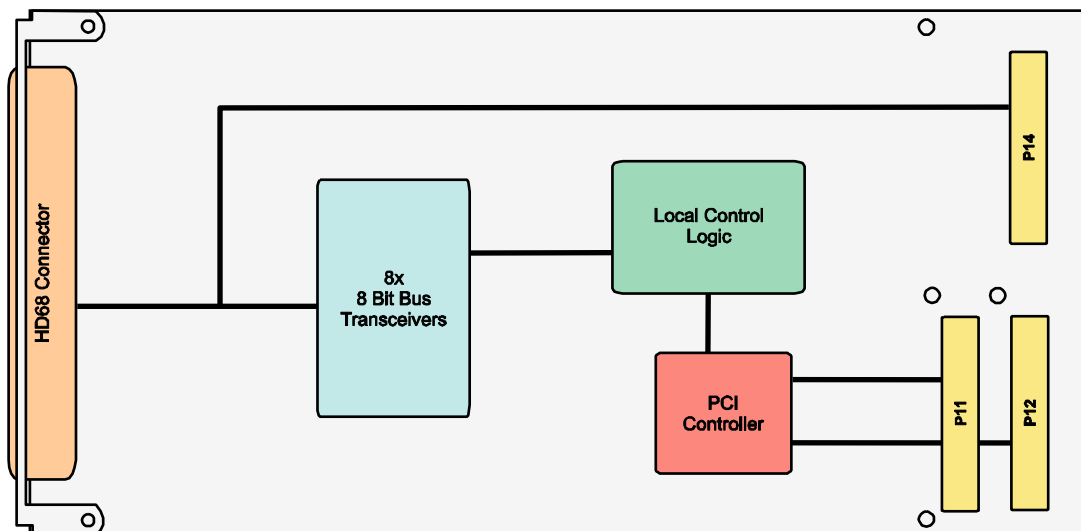 HD68 Connector
8x
8 Bit Bus
Transceivers
Local Control
Logic
PCI
Controller
P14
P11
P12